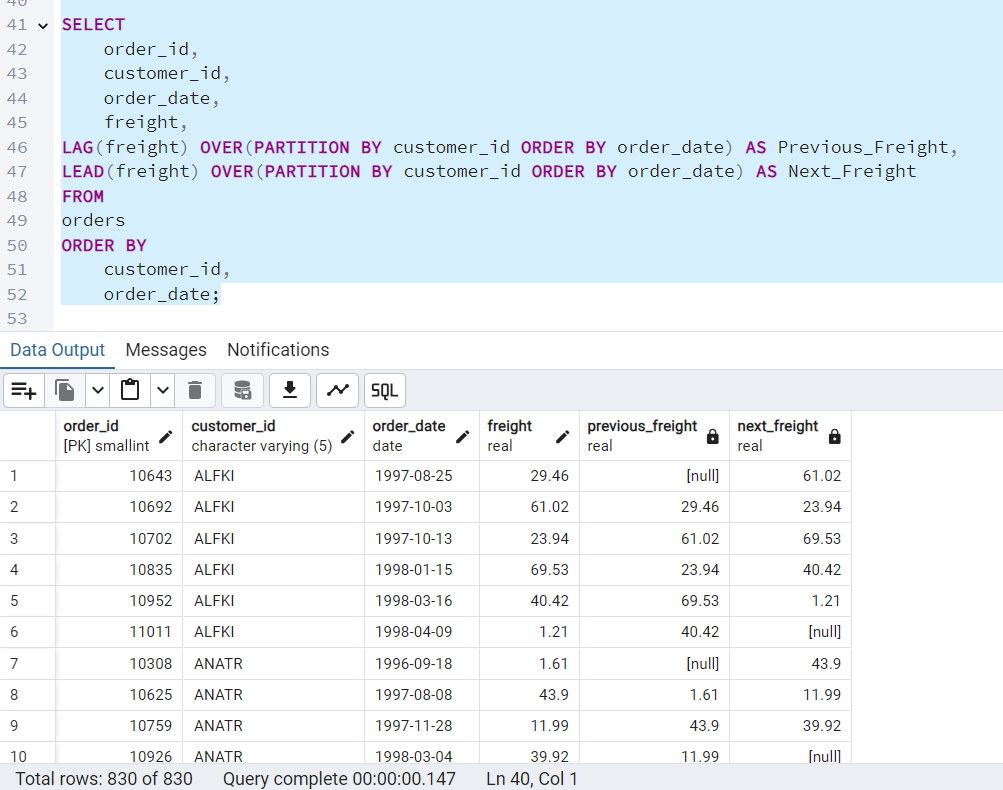 40
41 SELECT
42 order_id,
43 customer_id,
44 order_date,
45 freight,
46 LAG(freight) OVER(PARTITION BY customer_id ORDER BY order_date) AS Previous_Freight,
47 LEAD(freight) OVER(PARTITION BY customer_id ORDER BY order_date) AS Next_Freight
48 FROM
49 orders
50 ORDER BY
51 customer_id,
52 order_date;
53
Data Output Messages Notifications
SQL
order_id customer_id order_date freight previous_freight next_freight
[PK] smallint character varying (5) date real real real
1 10643 ALFKI 1997-08-25 29.46 [null] 61.02
2 10692 ALFKI 1997-10-03 61.02 29.46 23.94
3 10702 ALFKI 1997-10-13 23.94 61.02 69.53
4 10835 ALFKI 1998-01-15 69.53 23.94 40.42
5 10952 ALFKI 1998-03-16 40.42 69.53 1.21
6 11011 ALFKI 1998-04-09 1.21 40.42 [null]
7 10308 ANATR 1996-09-18 1.61 [null] 43.9
8 10625 ANATR 1997-08-08 43.9 1.61 11.99
9 10759 ANATR 1997-11-28 11.99 43.9 39.92
10 10926 ANATR 1998-03-04 39.92 11.99 [null]
Total rows: 830 of 830 Query complete 00:00:00.147 Ln 40, Col 1